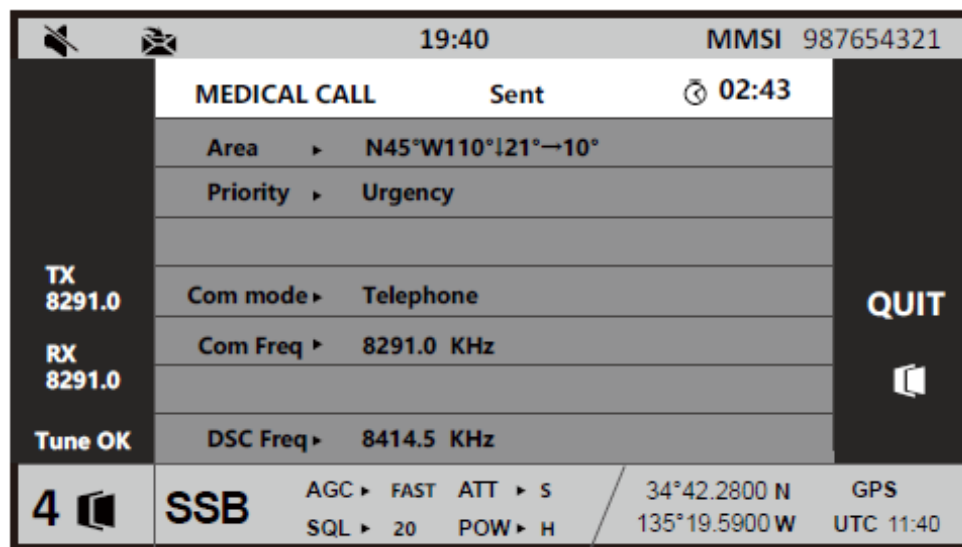 19:40 MMSI 987654321
MEDICAL CALL Sent 02:43
Area ▸ N45°W110°↓21°→10°
Priority ▸ Urgency
TX
8291.0
Com mode ▸ Telephone
QUIT
Com Freq ▸ 8291.0 KHz
RX
8291.0
Tune OK
DSC Freq ▸ 8414.5 KHz
4 SSB
AGC ▸ FAST ATT ▸ S
SQL ▸ 20 POW ▸ H
34°42.2800 N
135°19.5900 W
GPS
UTC 11:40